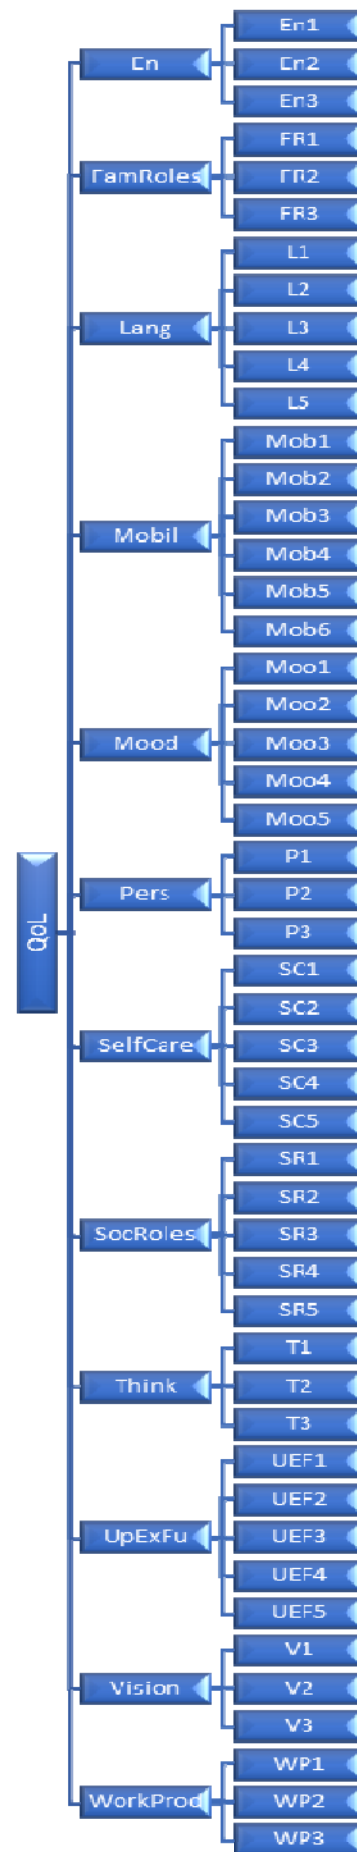 QoL
En
En1
En2
En3
FamRoles
FR1
FR2
FR3
Lang
L1
L2
L3
L4
L5
Mobil
Mob1
Mob2
Mob3
Mob4
Mob5
Mob6
Mood
Moo1
Moo2
Moo3
Moo4
Moo5
Pers
P1
P2
P3
SelfCare
SC1
SC2
SC3
SC4
SC5
SocRoles
SR1
SR2
SR3
SR4
SR5
Think
T1
T2
T3
UpExFu
UEF1
UEF2
UEF3
UEF4
UEF5
Vision
V1
V2
V3
WorkProd
WP1
WP2
WP3